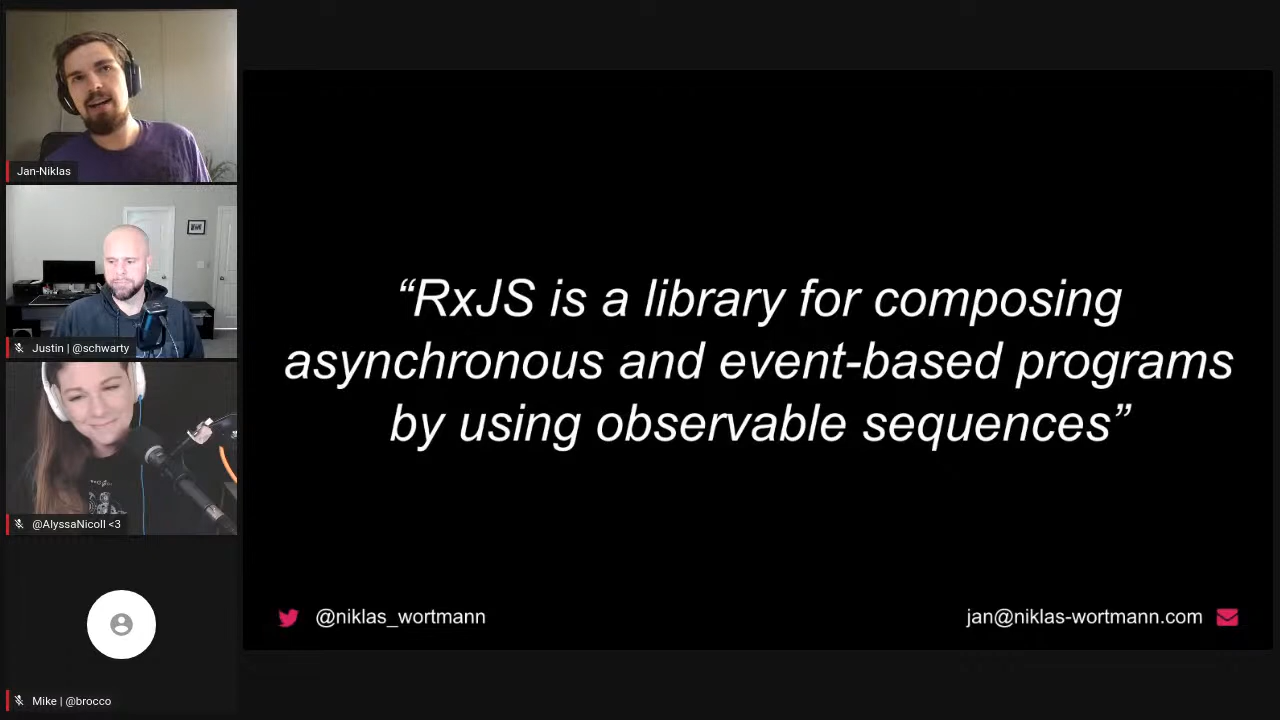 Jan-Niklas
Justin | @schwarty
@AlyssaNicoll <3
Mike | @brocco
“RxJS is a library for composing
asynchronous and event-based programs
by using observable sequences”
@niklas_wortmann
jan@niklas-wortmann.com